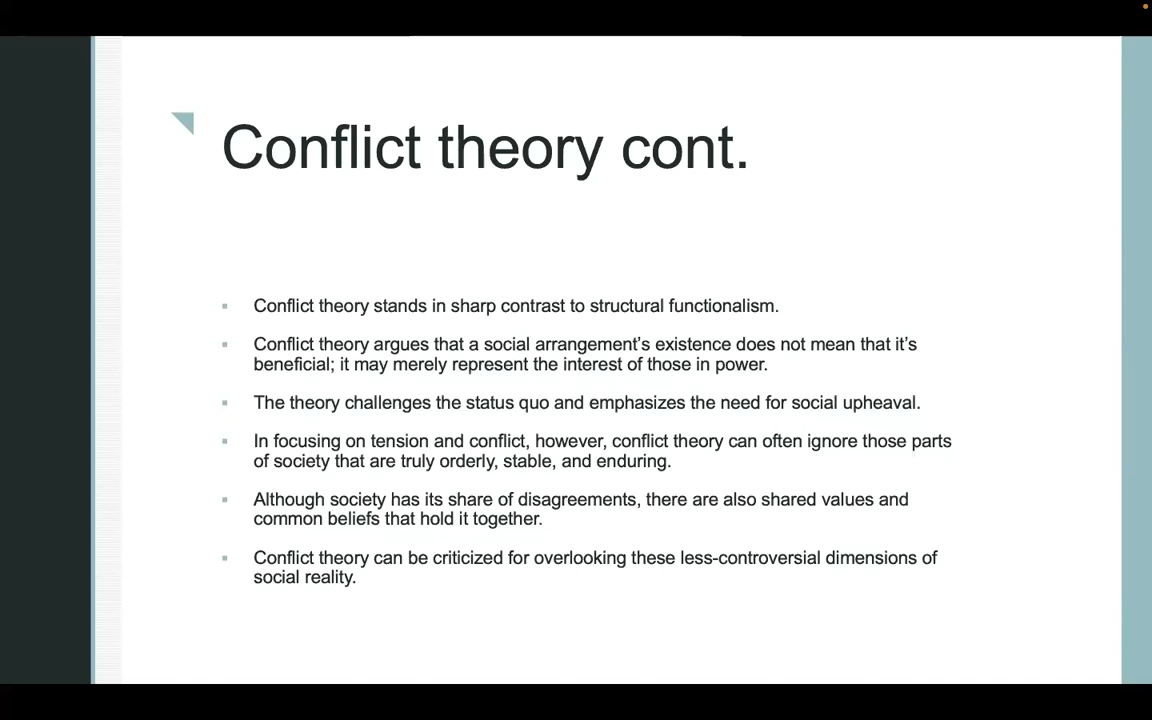 Conflict theory cont.
▪ Conflict theory stands in sharp contrast to structural functionalism.
▪ Conflict theory argues that a social arrangement’s existence does not mean that it’s
beneficial; it may merely represent the interest of those in power.
▪ The theory challenges the status quo and emphasizes the need for social upheaval.
▪ In focusing on tension and conflict, however, conflict theory can often ignore those parts
of society that are truly orderly, stable, and enduring.
▪ Although society has its share of disagreements, there are also shared values and
common beliefs that hold it together.
▪ Conflict theory can be criticized for overlooking these less-controversial dimensions of
social reality.